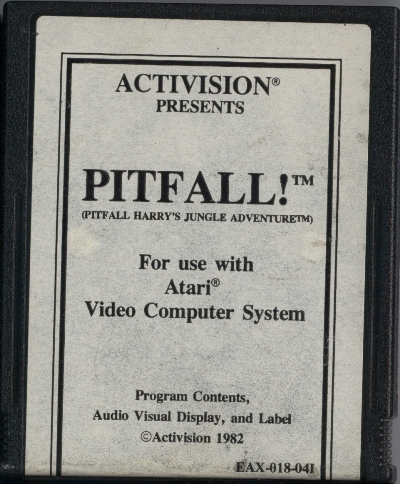 ACTIVISION®
PRESENTS
PITFALL!™
(PITFALL HARRY'S JUNGLE ADVENTURE™)
For use with
Atari®
Video Computer System
Program Contents,
Audio Visual Display, and Label
©Activision 1982
EAX-018-04I